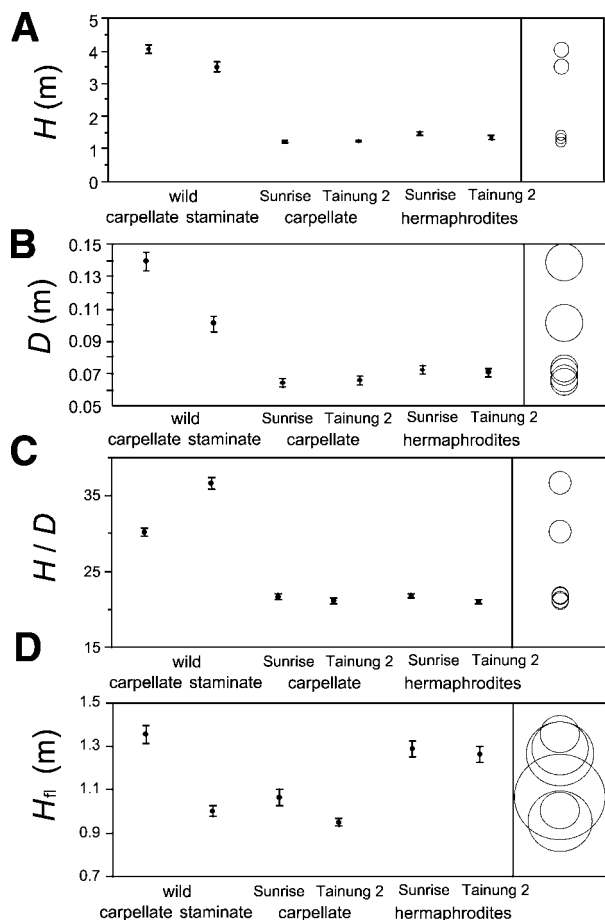 A
H (m)
5
4
3
2
1
0
wild Sunrise Tainung 2 Sunrise Tainung 2
carpellate staminate carpellate hermaphrodites
B
D (m)
0.15
0.13
0.11
0.09
0.07
0.05
wild Sunrise Tainung 2 Sunrise Tainung 2
carpellate staminate carpellate hermaphrodites
C
H / D
35
25
15
wild Sunrise Tainung 2 Sunrise Tainung 2
carpellate staminate carpellate hermaphrodites
D
Hfl (m)
1.5
1.3
1.1
0.9
0.7
wild Sunrise Tainung 2 Sunrise Tainung 2
carpellate staminate carpellate hermaphrodites